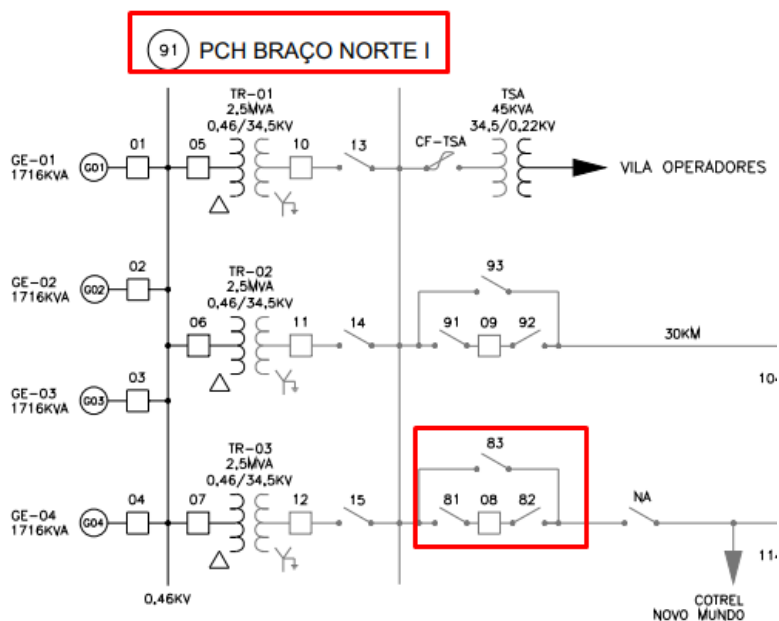 91 PCH BRAÇO NORTE I
TR-01
2,5MVA
0,46/34,5KV
TSA
45KVA
34,5/0,22KV
GE-01
1716KVA
G01
01
05
10
13
CF-TSA
VILA OPERADORES
GE-02
1716KVA
G02
02
TR-02
2,5MVA
0,46/34,5KV
93
06
11
14
91
09
92
30KM
GE-03
1716KVA
G03
03
104
TR-03
2,5MVA
0,46/34,5KV
83
GE-04
1716KVA
G04
04
07
12
15
81
08
82
NA
114
0,46KV
COTREL
NOVO MUNDO